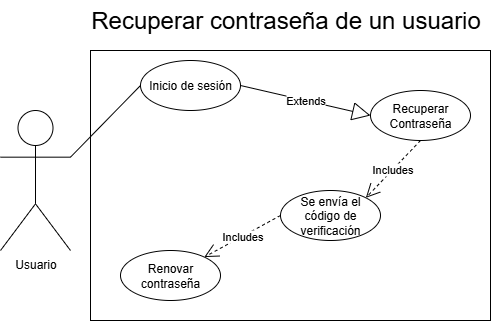 Recuperar contraseña de un usuario
Inicio de sesión
Extends
Recuperar
Contraseña
Includes
Se envía el
código de
verificación
Includes
Renovar
contraseña
Usuario